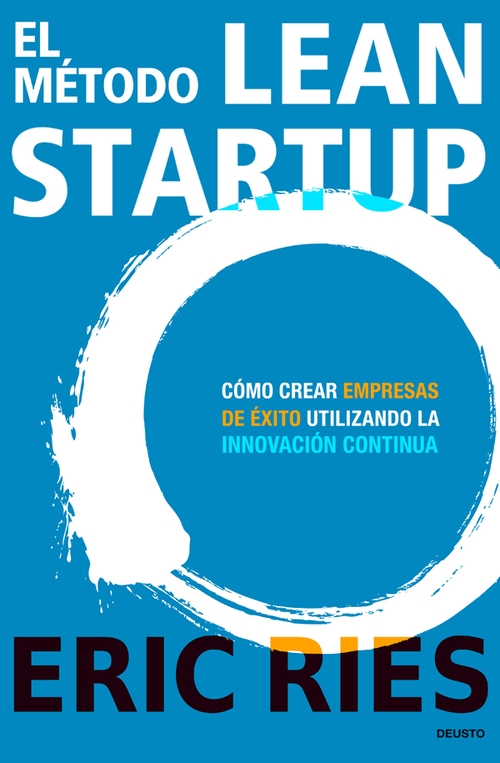 EL
MÉTODO LEAN
STARTUP
CÓMO CREAR EMPRESAS
DE ÉXITO UTILIZANDO LA
INNOVACIÓN CONTINUA
ERIC RIES
DEUSTO